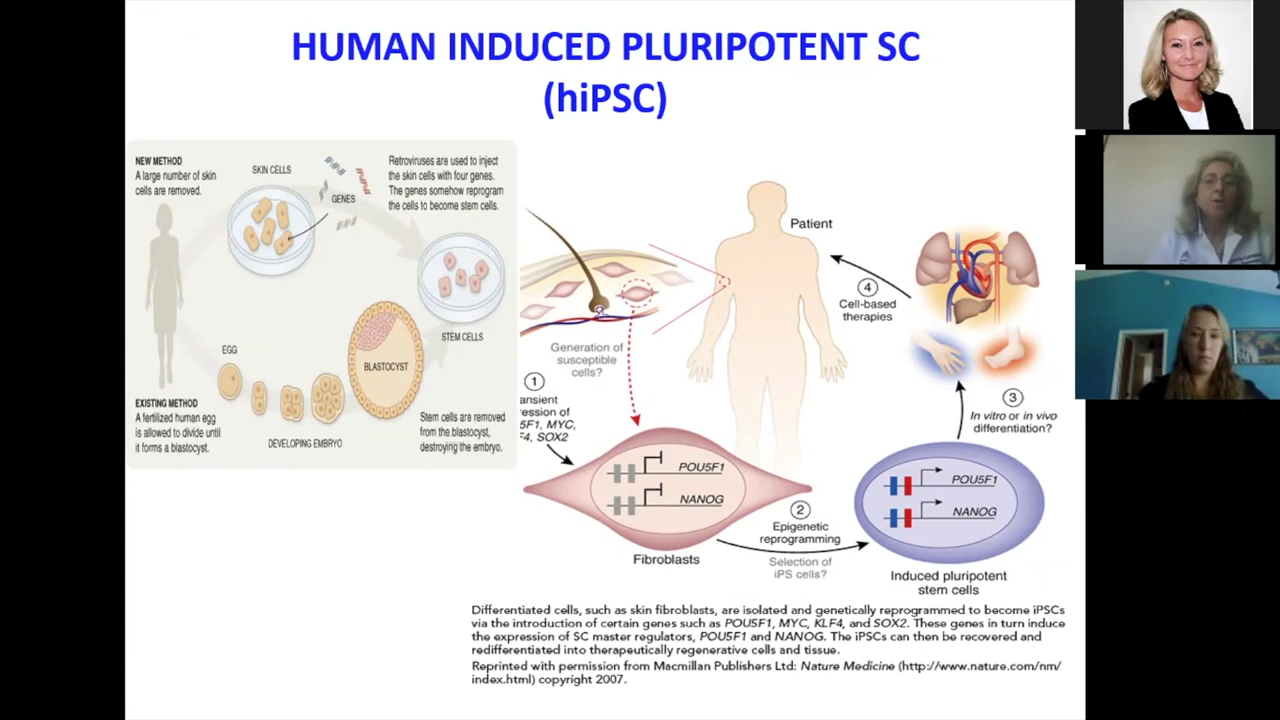 HUMAN INDUCED PLURIPOTENT SC
(hiPSC)
NEW METHOD
A large number of skin
cells are removed.
SKIN CELLS
GENES
Retroviruses are used to inject
the skin cells with four genes.
The genes somehow reprogram
the cells to become stem cells.
STEM CELLS
EGG
BLASTOCYST
EXISTING METHOD
A fertilized human egg
is allowed to divide until
it forms a blastocyst.
DEVELOPING EMBRYO
Stem cells are removed
from the blastocyst,
destroying the embryo.
Patient
4
Cell-based
therapies
Generation of
susceptible
cells?
1
ansient
ression of
5F1, MYC,
F4, SOX2
3
In vitro or in vivo
differentiation?
POU5F1
NANOG
Fibroblasts
2
Epigenetic
reprogramming
Selection of
iPS cells?
POU5F1
NANOG
Induced pluripotent
stem cells
Differentiated cells, such as skin fibroblasts, are isolated and genetically reprogrammed to become iPSCs
via the introduction of certain genes such as POU5F1, MYC, KLF4, and SOX2. These genes in turn induce
the expression of SC master regulators, POU5F1 and NANOG. The iPSCs can then be recovered and
redifferentiated into therapeutically regenerative cells and tissue.
Reprinted with permission from Macmillan Publishers Ltd: Nature Medicine (http://www.nature.com/nm/
index.html) copyright 2007.